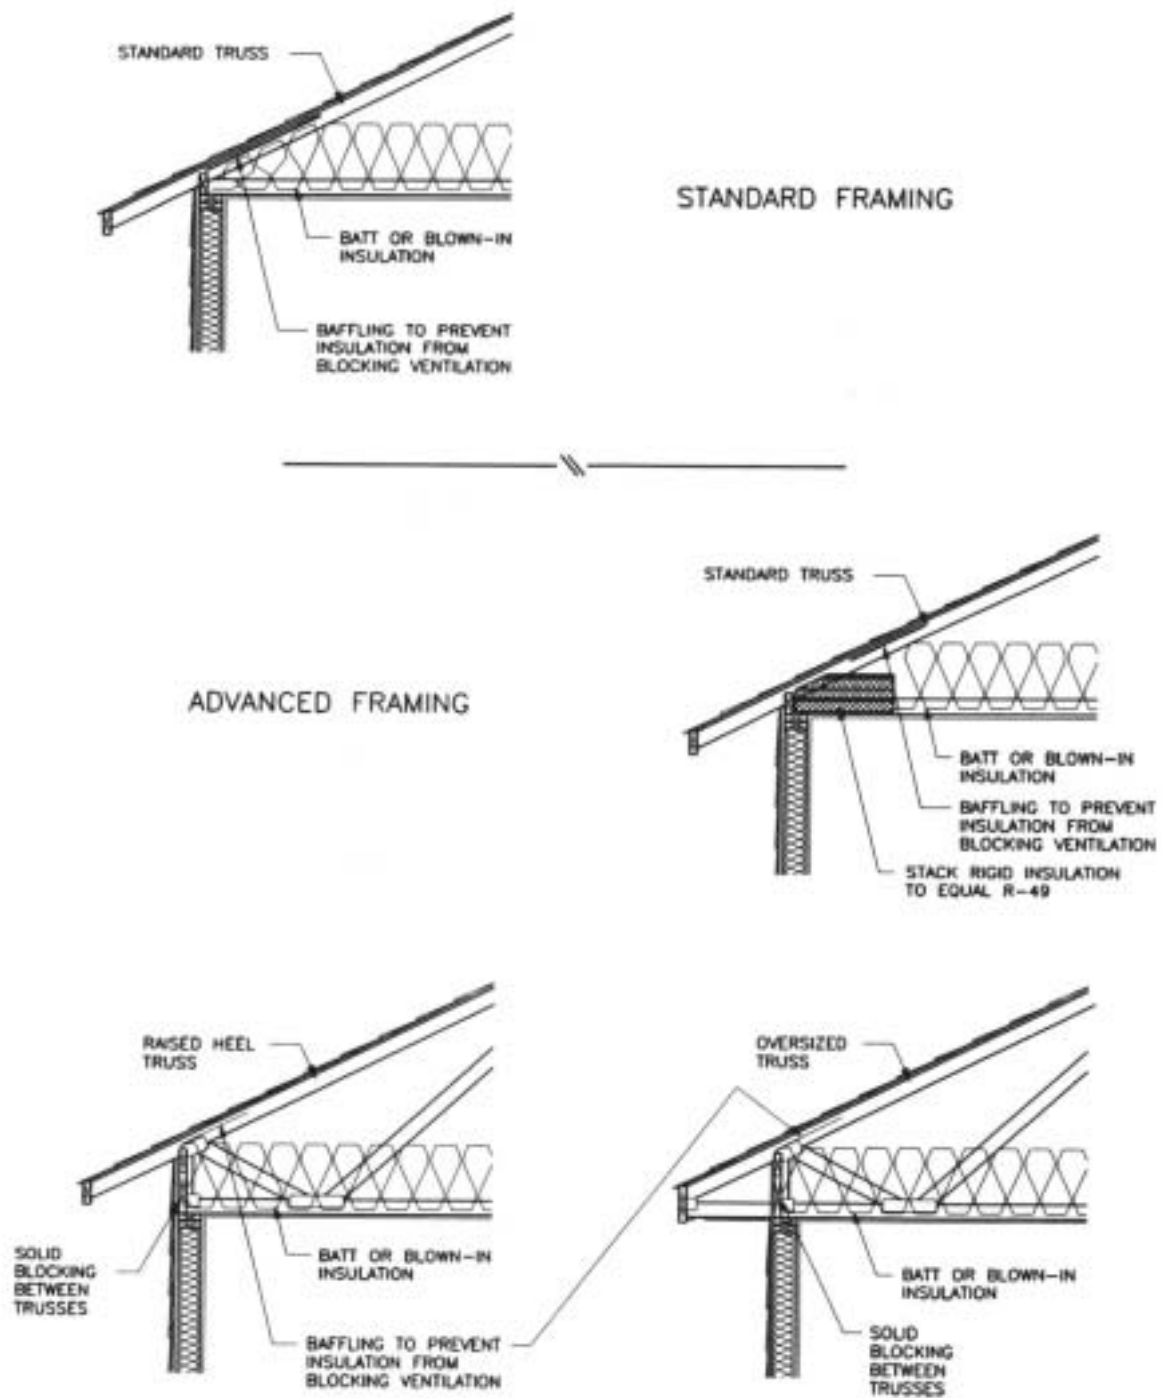 STANDARD TRUSS
STANDARD FRAMING
BATT OR BLOWN-IN
INSULATION
BAFFLING TO PREVENT
INSULATION FROM
BLOCKING VENTILATION
STANDARD TRUSS
ADVANCED FRAMING
BATT OR BLOWN-IN
INSULATION
BAFFLING TO PREVENT
INSULATION FROM
BLOCKING VENTILATION
STACK RIGID INSULATION
TO EQUAL R-49
RAISED HEEL
TRUSS
SOLID
BLOCKING
BETWEEN
TRUSSES
BATT OR BLOWN-IN
INSULATION
BAFFLING TO PREVENT
INSULATION FROM
BLOCKING VENTILATION
OVERSIZED
TRUSS
BATT OR BLOWN-IN
INSULATION
SOLID
BLOCKING
BETWEEN
TRUSSES